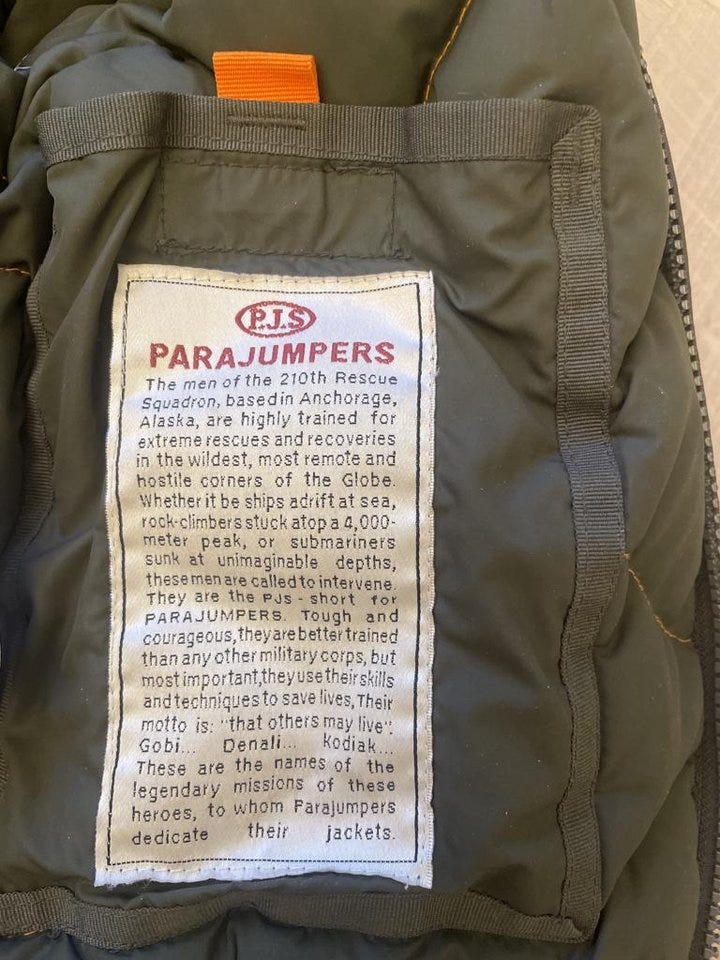 P.J.S
PARAJUMPERS
The men of the 210th Rescue
Squadron, based in Anchorage,
Alaska, are highly trained for
extreme rescues and recoveries
in the wildest, most remote and
hostile corners of the Globe.
Whether it be ships adrift at sea,
rock-climbers stuck atop a 4,000-
meter peak, or submariners
sunk at unimaginable depths,
these men are called to intervene.
They are the PJs - short for
PARAJUMPERS. Tough and
courageous, they are better trained
than any other military corps, but
most important, they use their skills
and techniques to save lives, Their
motto is: "that others may live".
Gobi... Denali... Kodiak...
These are the names of the
legendary missions of these
heroes, to whom Parajumpers
dedicate their jackets.